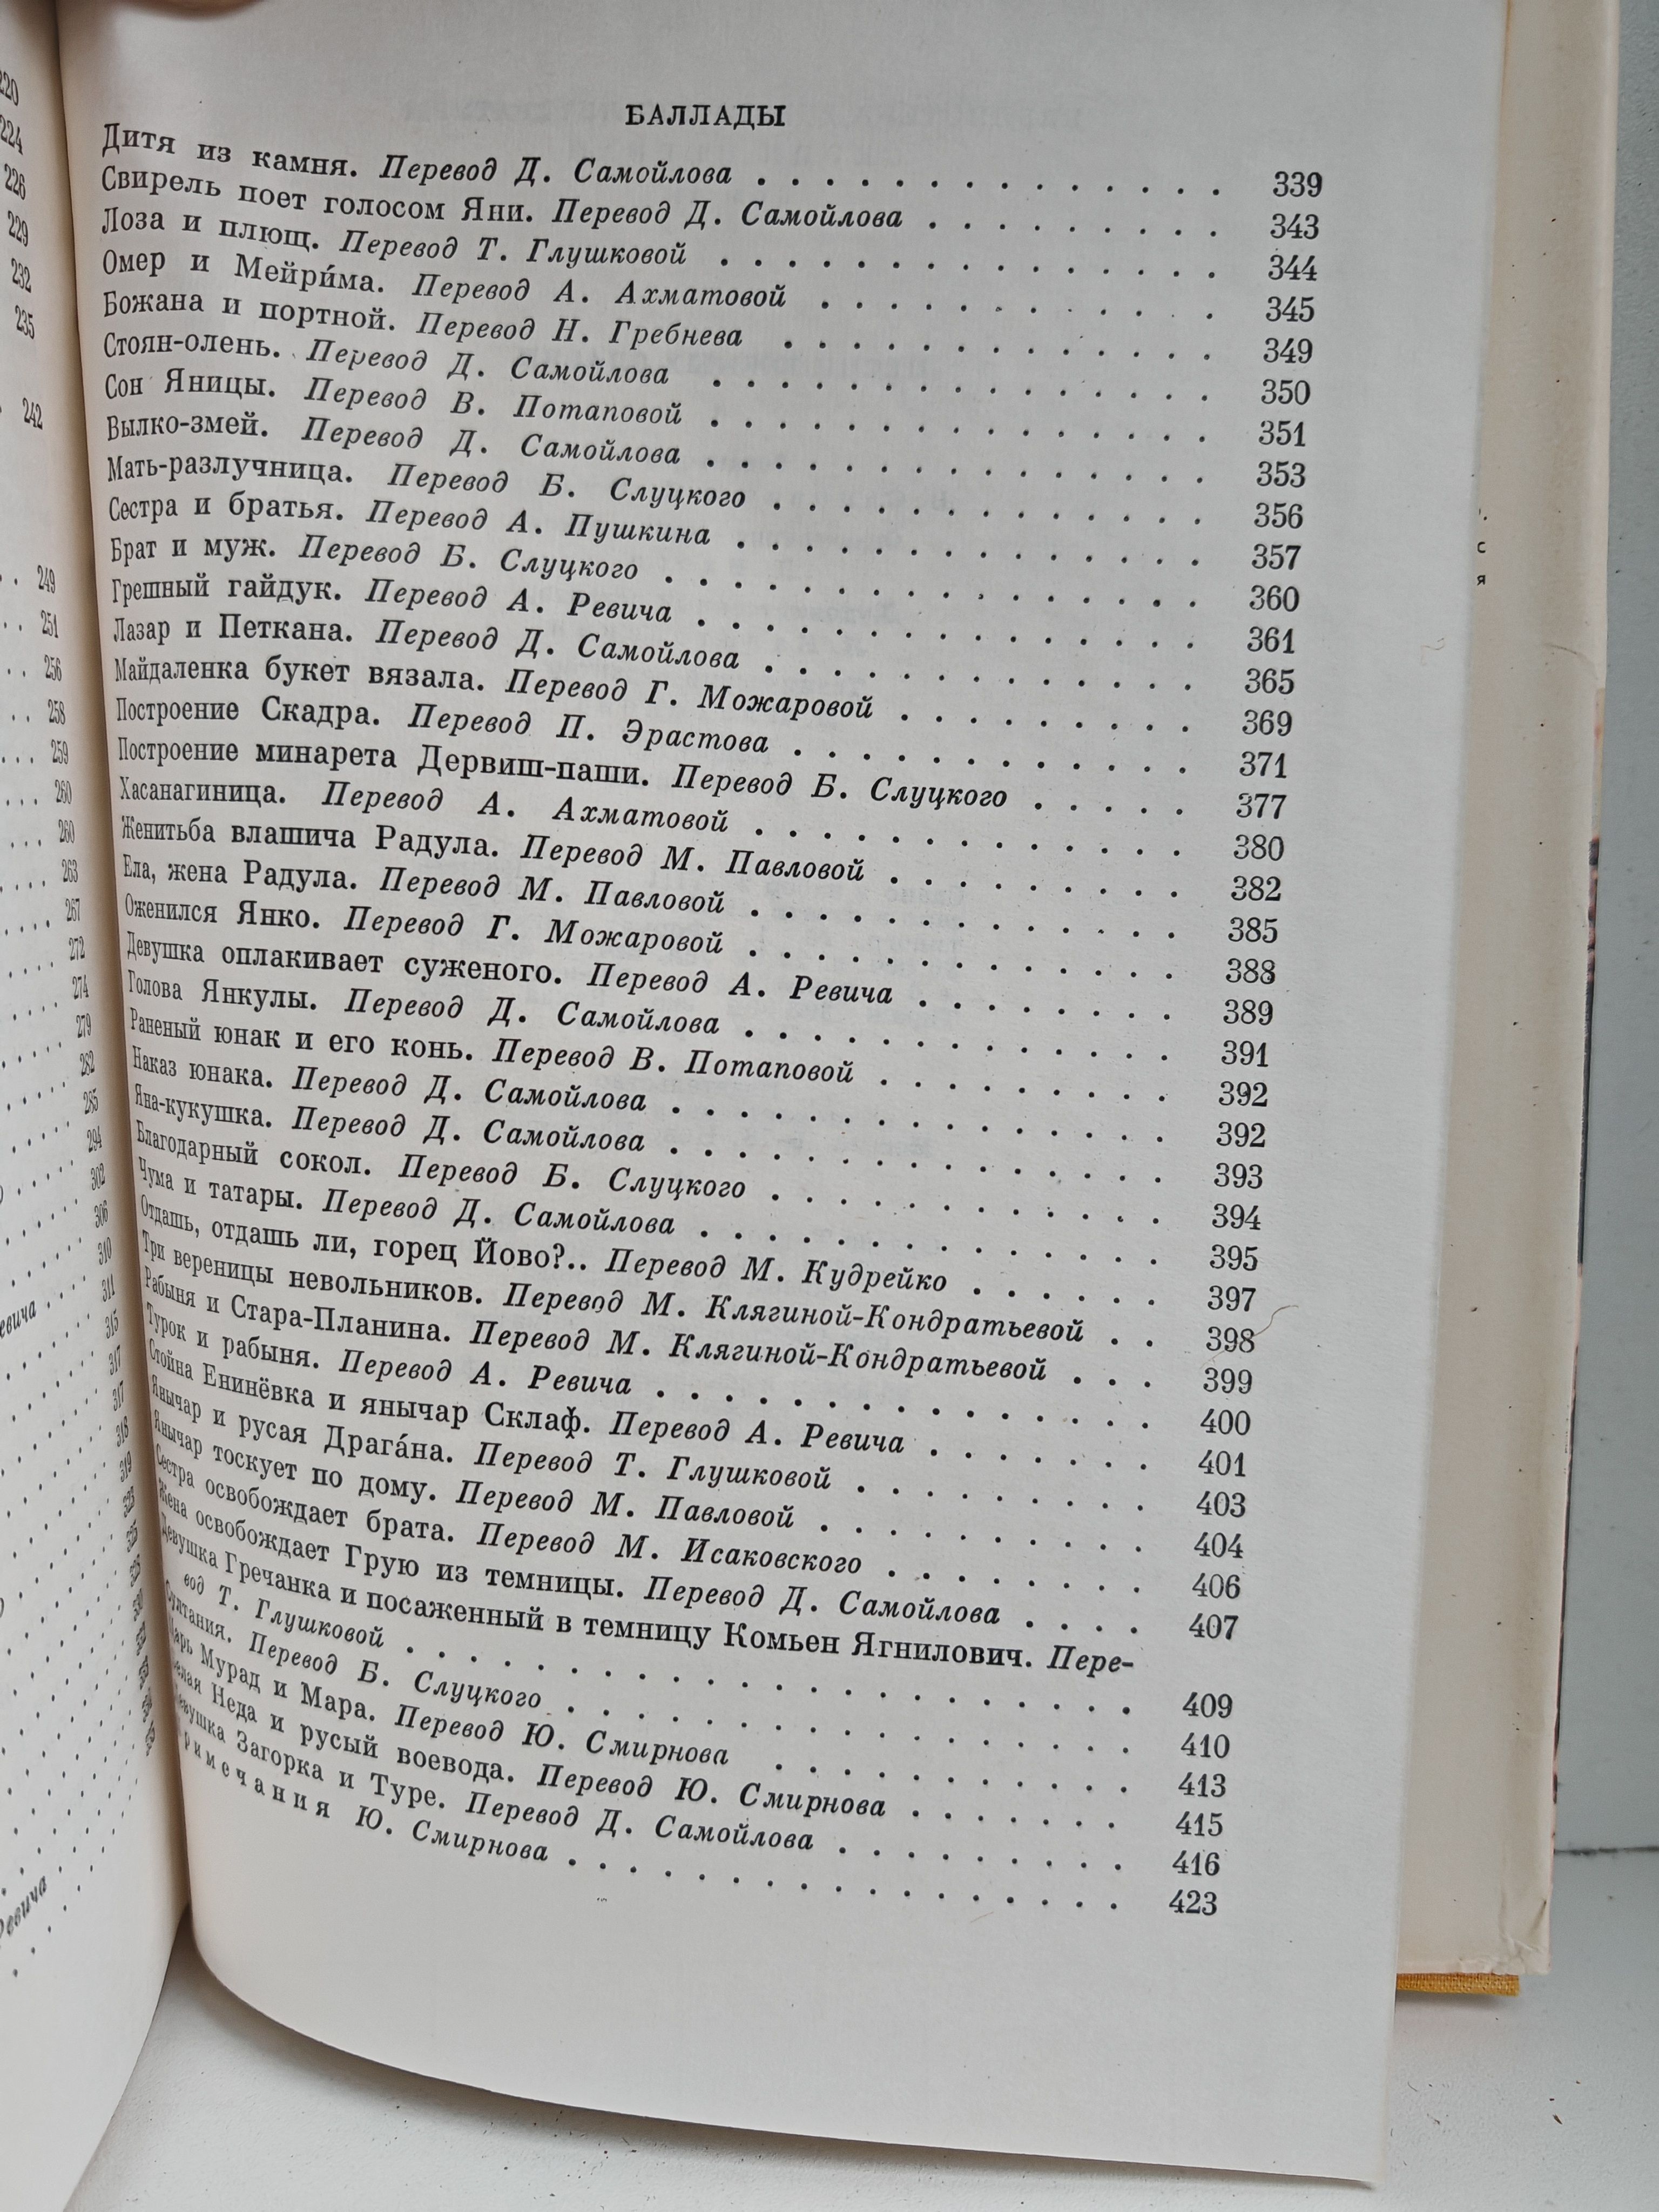 БАЛЛАДЫ
Дитя из камня. Перевод Д. Самойлова . . . . . . . . . . . . . . . 339
Свирель поет голосом Яни. Перевод Д. Самойлова . . . . . . . . . 343
Лоза и плющ. Перевод Т. Глушковой . . . . . . . . . . . . . . . 344
Омер и Мейри́ма. Перевод А. Ахматовой . . . . . . . . . . . . 345
Божана и портной. Перевод Н. Гребнева . . . . . . . . . . . . . 349
Стоян-олень. Перевод Д. Самойлова . . . . . . . . . . . . . . . 350
Сон Яницы. Перевод В. Потаповой . . . . . . . . . . . . . . . 351
Вылко-змей. Перевод Д. Самойлова . . . . . . . . . . . . . . . 353
Мать-разлучница. Перевод Б. Слуцкого . . . . . . . . . . . . . 356
Сестра и братья. Перевод А. Пушкина . . . . . . . . . . . . . . 357
Брат и муж. Перевод Б. Слуцкого . . . . . . . . . . . . . . . . 360
Грешный гайдук. Перевод А. Ревича . . . . . . . . . . . . . . . 361
Лазар и Петкана. Перевод Д. Самойлова . . . . . . . . . . . . . 365
Майдаленка букет вязала. Перевод Г. Можаровой . . . . . . . . . 369
Построение Скадра. Перевод П. Эрастова . . . . . . . . . . . . 371
Построение минарета Дервиш-паши. Перевод Б. Слуцкого . . . . . 377
Хасанагиница. Перевод А. Ахматовой . . . . . . . . . . . . . 380
Женитьба влашича Радула. Перевод М. Павловой . . . . . . . . . 382
Ела, жена Радула. Перевод М. Павловой . . . . . . . . . . . . . 385
Оженился Янко. Перевод Г. Можаровой . . . . . . . . . . . . . 388
Девушка оплакивает суженого. Перевод А. Ревича . . . . . . . . 389
Голова Янкулы. Перевод Д. Самойлова . . . . . . . . . . . . . 391
Раненый юнак и его конь. Перевод В. Потаповой . . . . . . . . . 392
Наказ юнака. Перевод Д. Самойлова . . . . . . . . . . . . . . . 392
Яна-кукушка. Перевод Д. Самойлова . . . . . . . . . . . . . . . 393
Благодарный сокол. Перевод Б. Слуцкого . . . . . . . . . . . . 394
Чума и татары. Перевод Д. Самойлова . . . . . . . . . . . . . . 395
Отдашь, отдашь ли, горец Йово?.. Перевод М. Кудрейко . . . . . . 397
Три вереницы невольников. Перевод М. Клягиной-Кондратьевой . . 398
Рабыня и Стара-Планина. Перевод М. Клягиной-Кондратьевой . . . 399
Турок и рабыня. Перевод А. Ревича . . . . . . . . . . . . . . . 400
Стойна Енинёвка и янычар Склаф. Перевод А. Ревича . . . . . . . 401
Янычар и русая Драга́на. Перевод Т. Глушковой . . . . . . . . . 403
Янычар тоскует по дому. Перевод М. Павловой . . . . . . . . . . 404
Сестра освобождает брата. Перевод М. Исаковского . . . . . . . . 406
Жена освобождает Грую из темницы. Перевод Д. Самойлова . . . . 407
Девушка Гречанка и посаженный в темницу Комьен Ягнилович. Пере-
вод Т. Глушковой . . . . . . . . . . . . . . . . . . . 409
Султания. Перевод Б. Слуцкого . . . . . . . . . . . . . . . . . 410
Царь Мурад и Мара. Перевод Ю. Смирнова . . . . . . . . . . . . 413
Белая Неда и русый воевода. Перевод Ю. Смирнова . . . . . . . 415
Девушка Загорка и Туре. Перевод Д. Самойлова . . . . . . . . . 416
Примечания Ю. Смирнова . . . . . . . . . . . . . . . . . 423